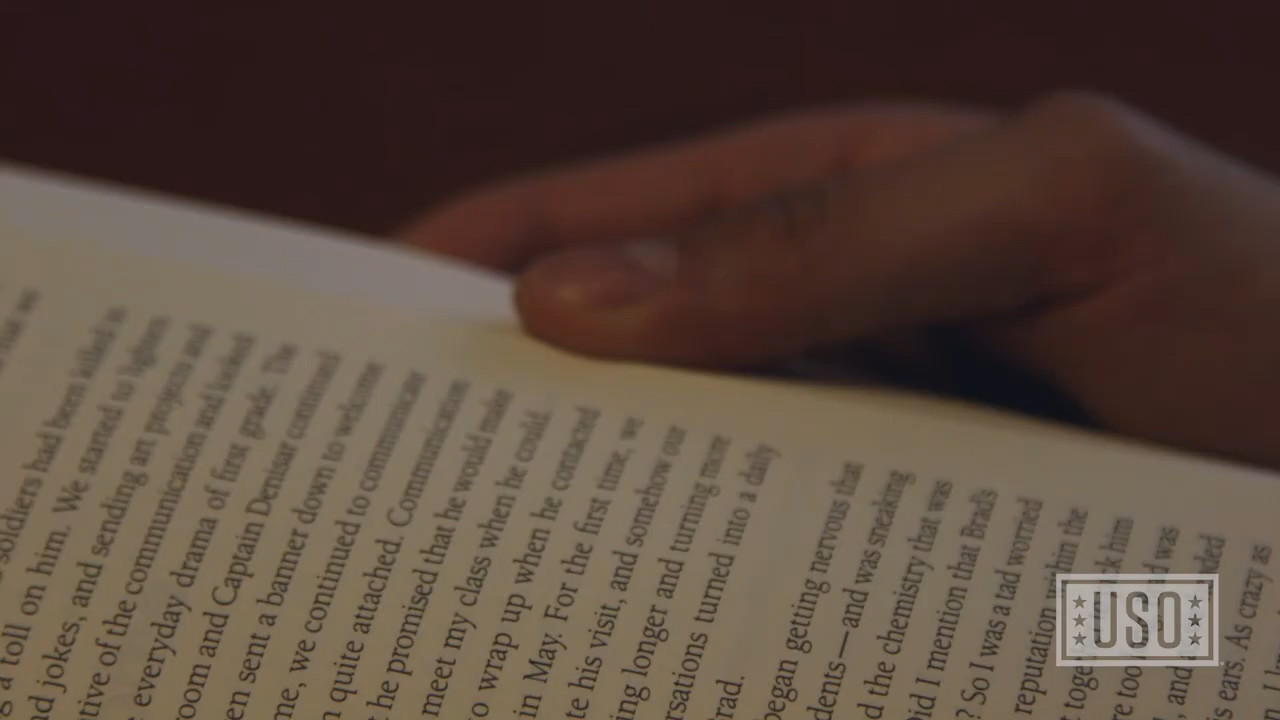 soldiers had been killed in
g a toll on him. We started to lighten
nd jokes, and sending art projects and
tive of the communication and looked
e everyday drama of first grade. The
oom and Captain Denisar continued
en sent a banner down to welcome
me, we continued to communicate
n quite attached. Communication
t he promised that he would make
meet my class when he could.
to wrap up when he contacted
in May. For the first time, we
te his visit, and somehow our
ing longer and turning more
rsations turned into a daily
rad.
began getting nervous that
dents—and was sneaking
d the chemistry that was
Did I mention that Brad's
? So I was a tad worried
reputation within the
him
was
s ears. As crazy as
USO